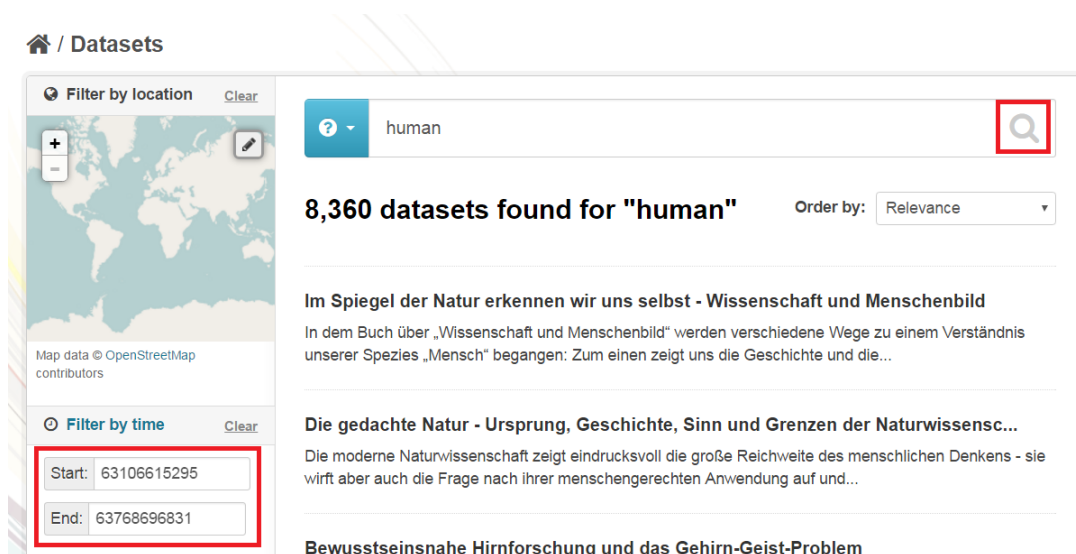 / Datasets
Filter by location Clear
+
-
Map data © OpenStreetMap
contributors
Filter by time Clear
Start: 63106615295
End: 63768696831
human
8,360 datasets found for "human"
Order by: Relevance
Im Spiegel der Natur erkennen wir uns selbst - Wissenschaft und Menschenbild
In dem Buch über „Wissenschaft und Menschenbild“ werden verschiedene Wege zu einem Verständnis
unserer Spezies „Mensch“ begangen: Zum einen zeigt uns die Geschichte und die...
Die gedachte Natur - Ursprung, Geschichte, Sinn und Grenzen der Naturwissensc...
Die moderne Naturwissenschaft zeigt eindrucksvoll die große Reichweite des menschlichen Denkens - sie
wirft aber auch die Frage nach ihrer menschengerechten Anwendung auf und...
Bewusstseinsnahe Hirnforschung und das Gehirn-Geist-Problem